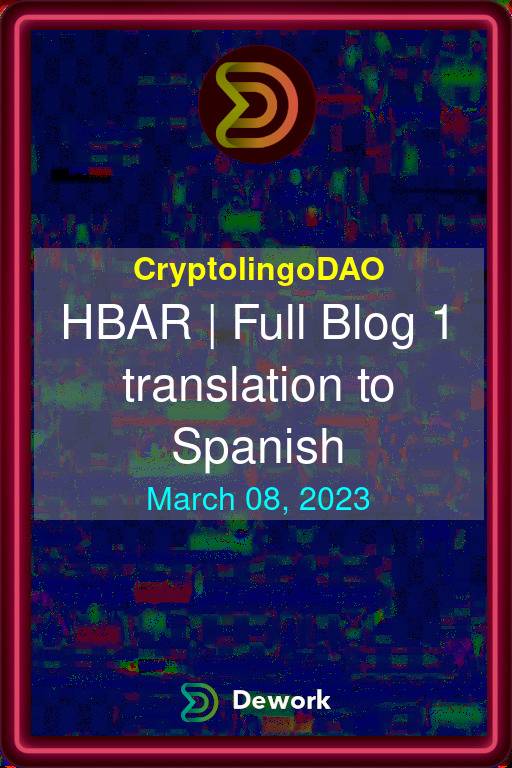 CryptolingoDAO
HBAR | Full Blog 1
translation to
Spanish
March 08, 2023
Dework